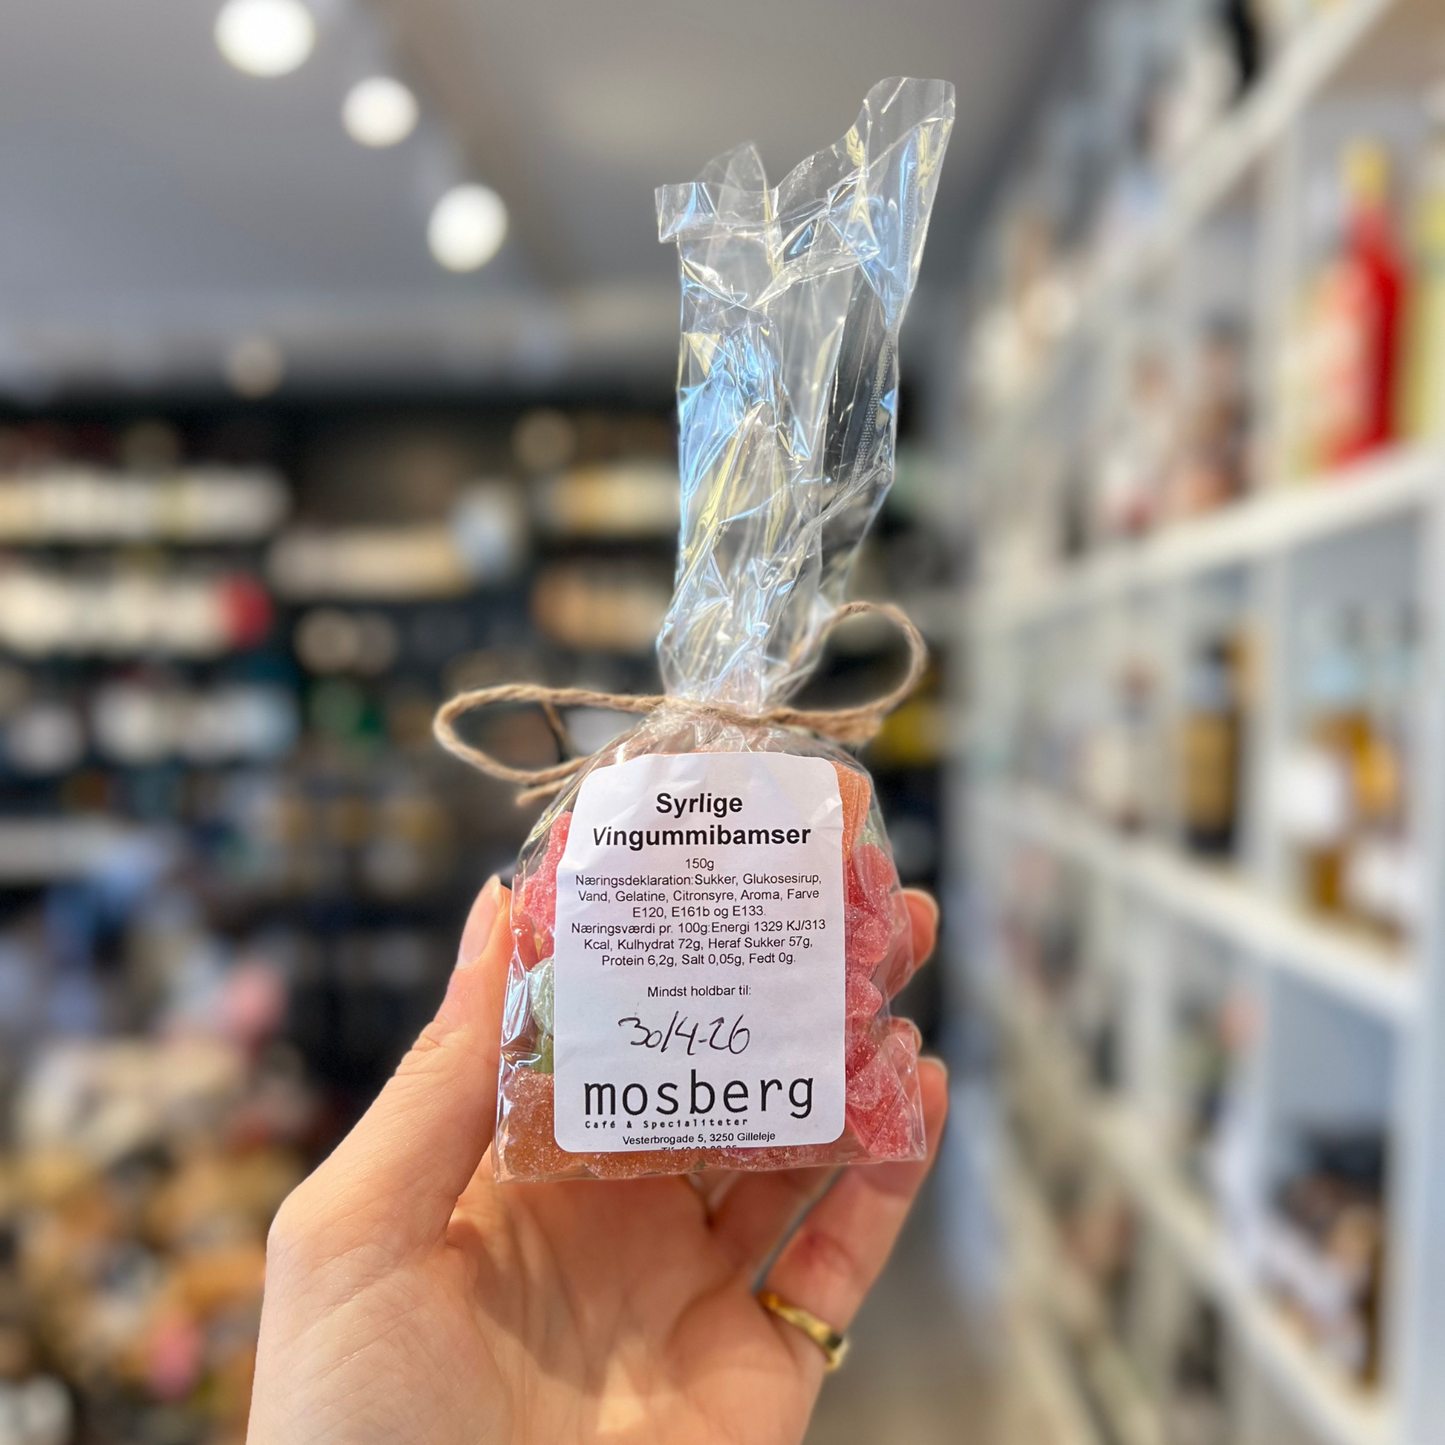 Syrlige
Vingummibamser
150g
Næringsdeklaration:Sukker, Glukosesirup,
Vand, Gelatine, Citronsyre, Aroma, Farve
E120, E161b og E133.
Næringsværdi pr. 100g:Energi 1329 KJ/313
Kcal, Kulhydrat 72g, Heraf Sukker 57g,
Protein 6,2g, Salt 0,05g, Fedt 0g.
Mindst holdbar til:
30/4-26
mosberg
Café & Specialiteter
Vesterbrogade 5, 3250 Gilleleje